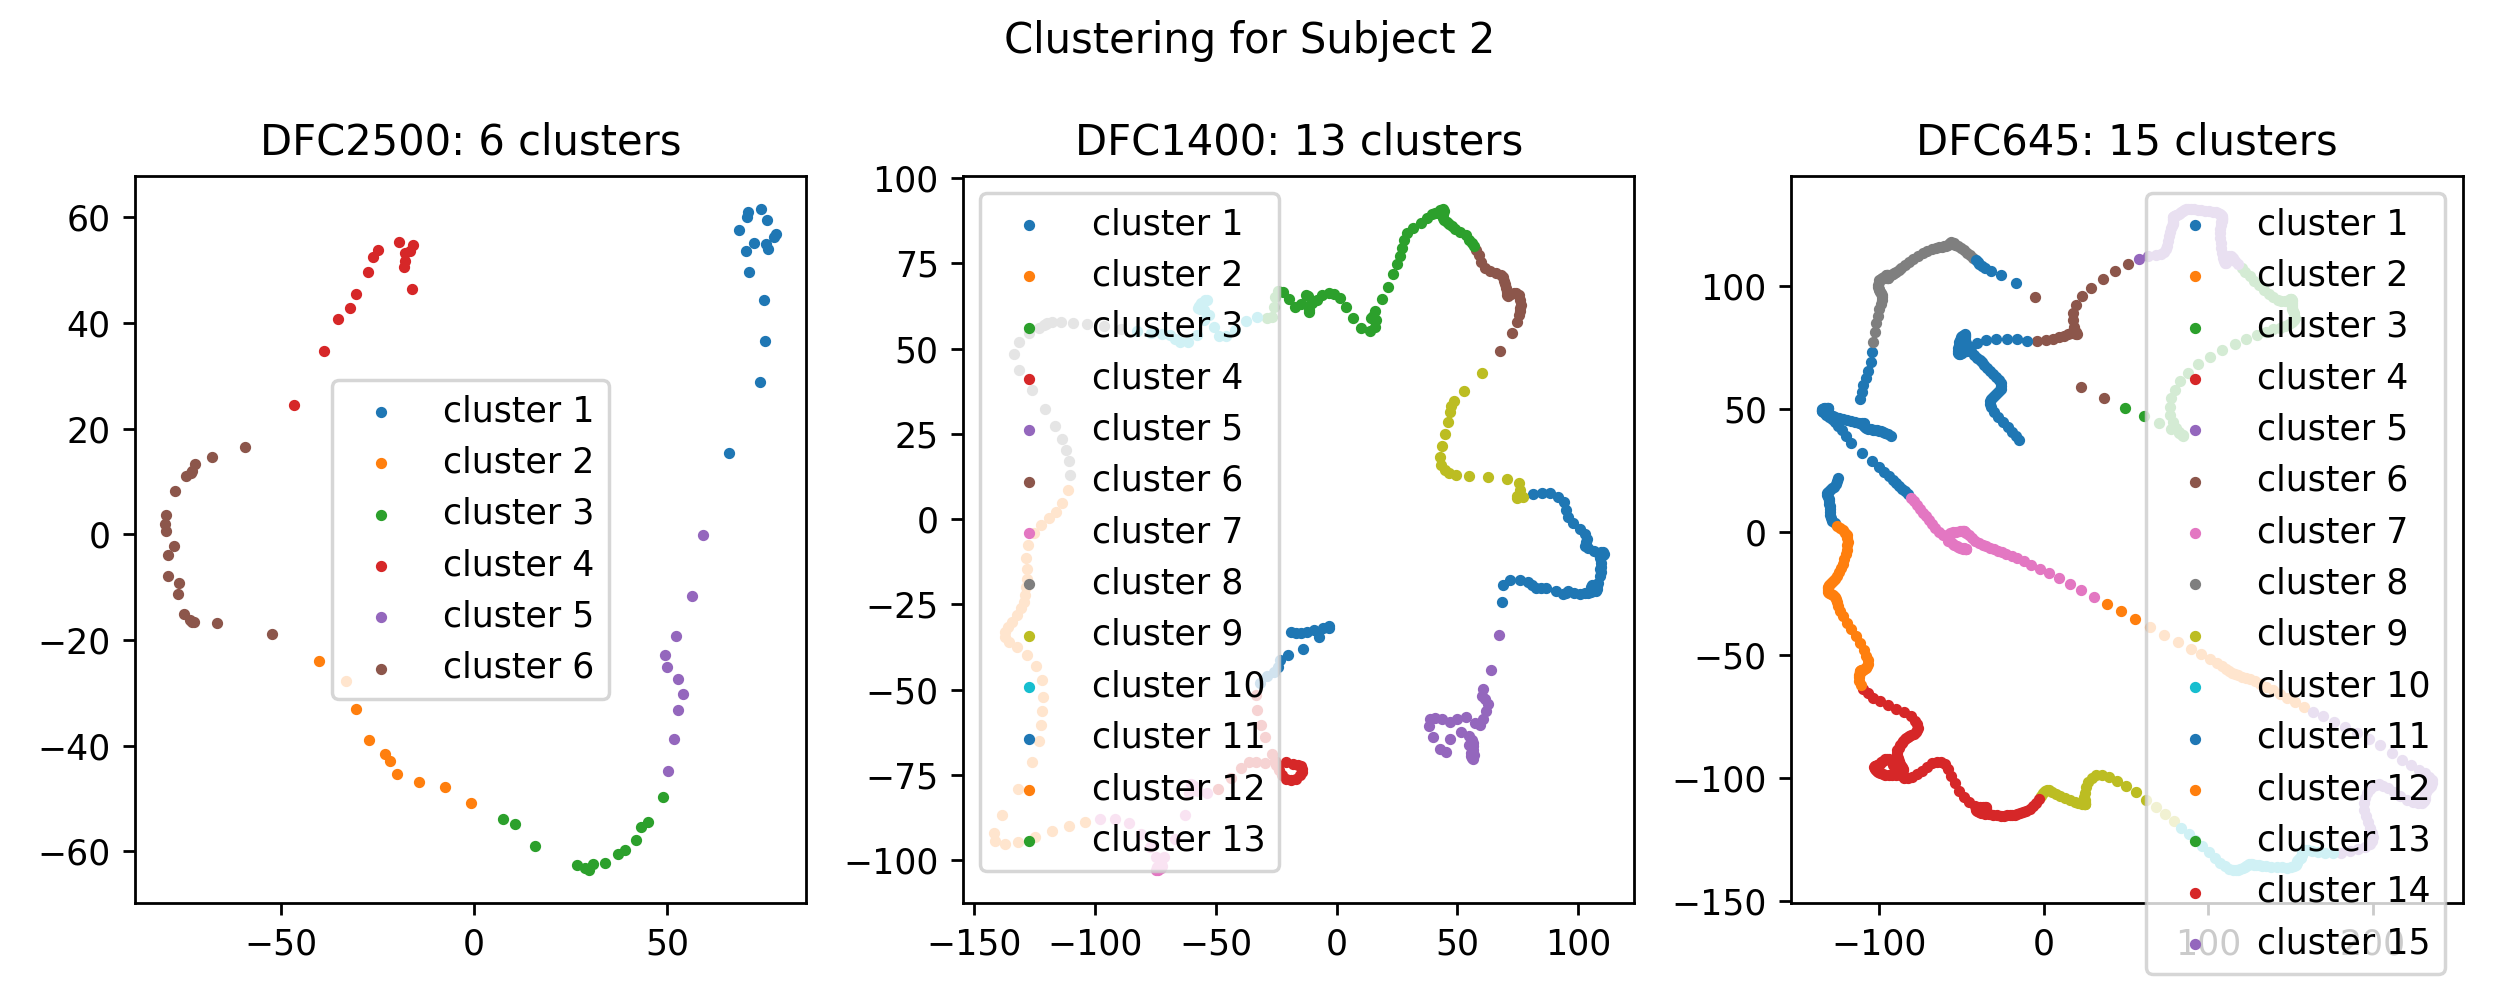 Clustering for Subject 2
DFC2500: 6 clusters
60
40
20
0
−20
−40
−60
−50
0
50
cluster 1
cluster 2
cluster 3
cluster 4
cluster 5
cluster 6
DFC1400: 13 clusters
100
75
50
25
0
−25
−50
−75
−100
−150
−100
−50
0
50
100
cluster 1
cluster 2
cluster 3
cluster 4
cluster 5
cluster 6
cluster 7
cluster 8
cluster 9
cluster 10
cluster 11
cluster 12
cluster 13
DFC645: 15 clusters
100
50
0
−50
−100
−150
−100
0
100
200
cluster 1
cluster 2
cluster 3
cluster 4
cluster 5
cluster 6
cluster 7
cluster 8
cluster 9
cluster 10
cluster 11
cluster 12
cluster 13
cluster 14
cluster 15